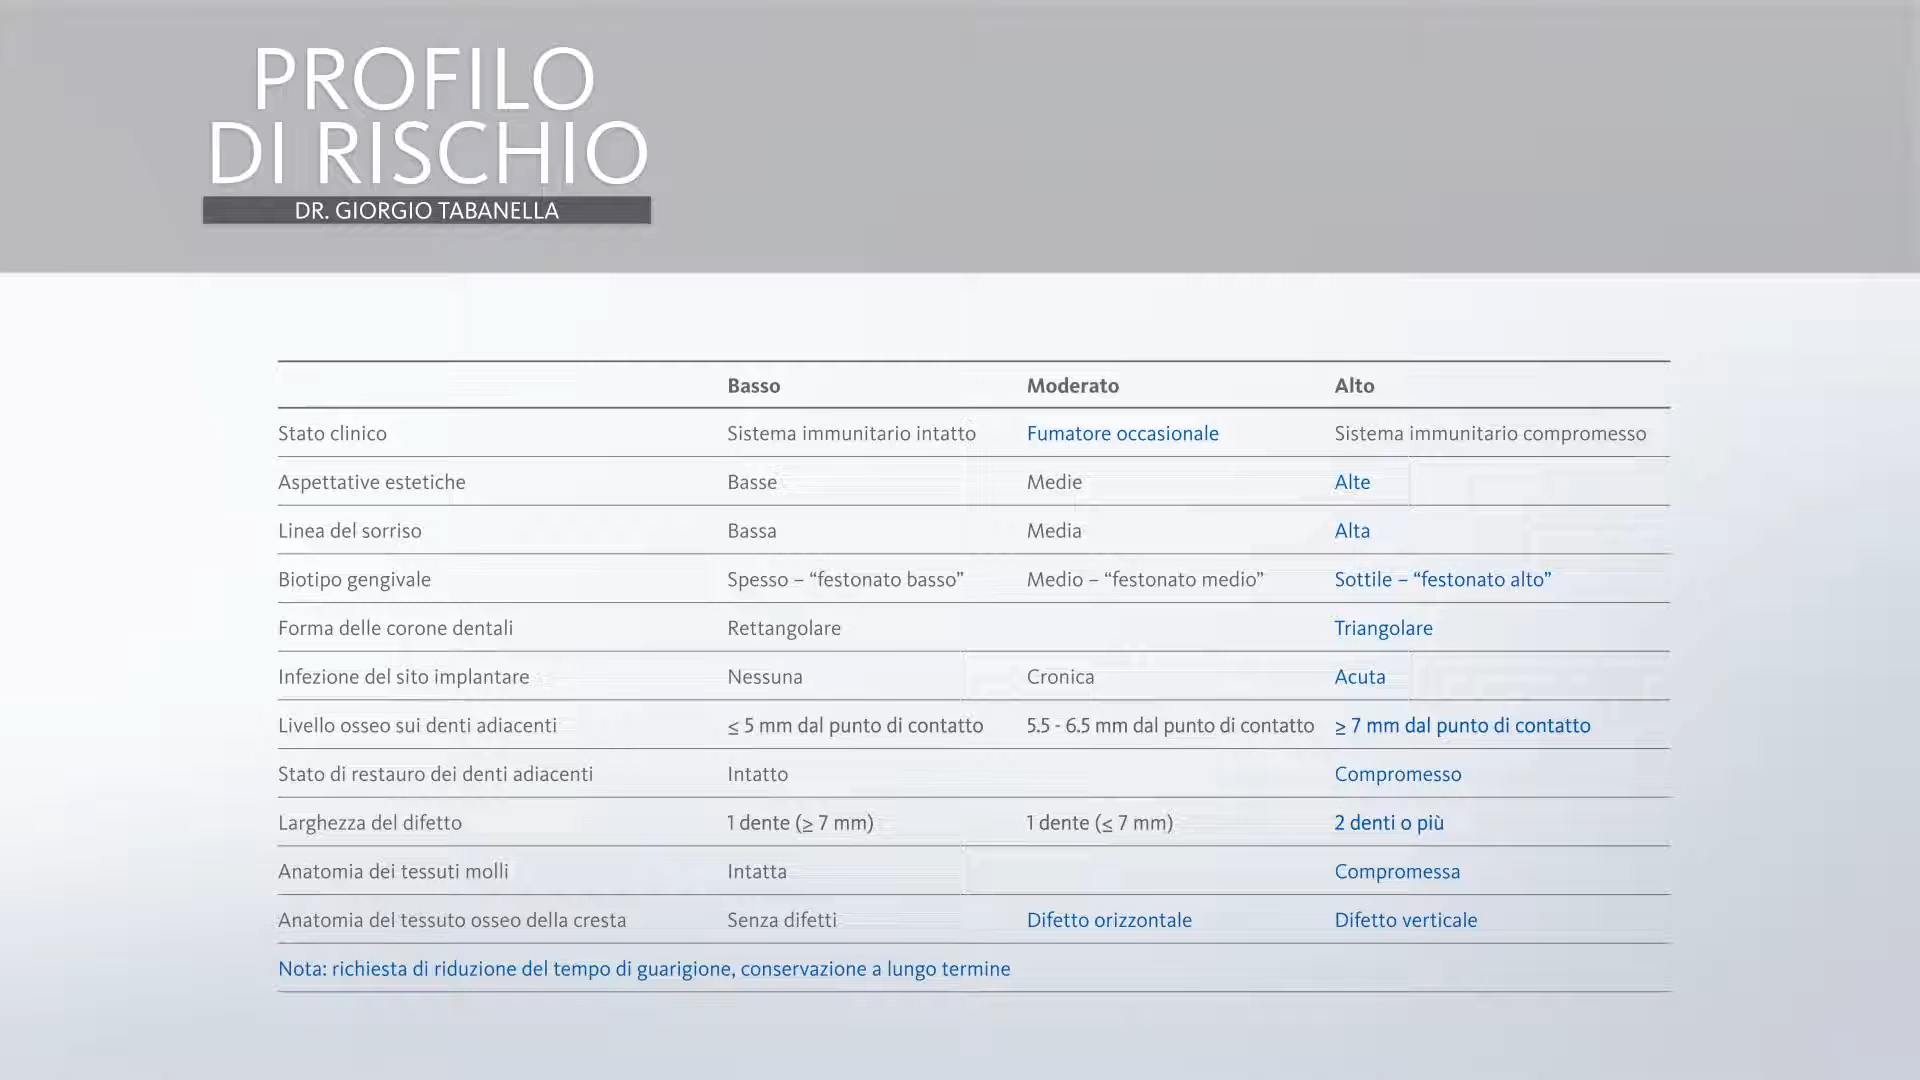 PROFILO
DI RISCHIO
DR. GIORGIO TABANELLA
Basso Moderato Alto
Stato clinico Sistema immunitario intatto Fumatore occasionale Sistema immunitario compromesso
Aspettative estetiche Basse Medie Alte
Linea del sorriso Bassa Media Alta
Biotipo gengivale Spesso – “festonato basso” Medio – “festonato medio” Sottile – “festonato alto”
Forma delle corone dentali Rettangolare Triangolare
Infezione del sito implantare Nessuna Cronica Acuta
Livello osseo sui denti adiacenti ≤ 5 mm dal punto di contatto 5.5 - 6.5 mm dal punto di contatto ≥ 7 mm dal punto di contatto
Stato di restauro dei denti adiacenti Intatto Compromesso
Larghezza del difetto 1 dente (≥ 7 mm) 1 dente (≤ 7 mm) 2 denti o più
Anatomia dei tessuti molli Intatta Compromessa
Anatomia del tessuto osseo della cresta Senza difetti Difetto orizzontale Difetto verticale
Nota: richiesta di riduzione del tempo di guarigione, conservazione a lungo termine